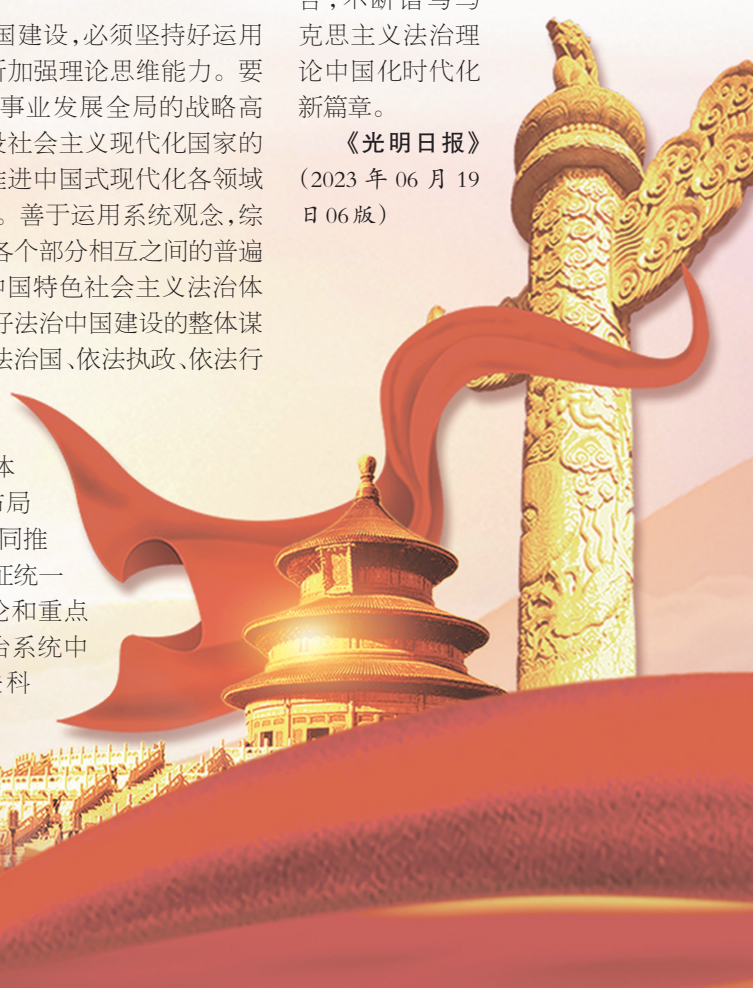 国建设,必须坚持好运用
加强理论思维能力。要
事业发展全局的战略高
社会主义现代化国家的
推进中国式现代化各领域
。善于运用系统观念,综
各个部分相互之间的普遍
中国特色社会主义法治体
好法治中国建设的整体谋
法治国、依法执政、依法行
体
局
同推
证统一
论和重点
治系统中
科
言,不断谱写马
克思主义法治理
论中国化时代化
新篇章。
《光明日报》
(2023 年 06 月 19
日 06 版)